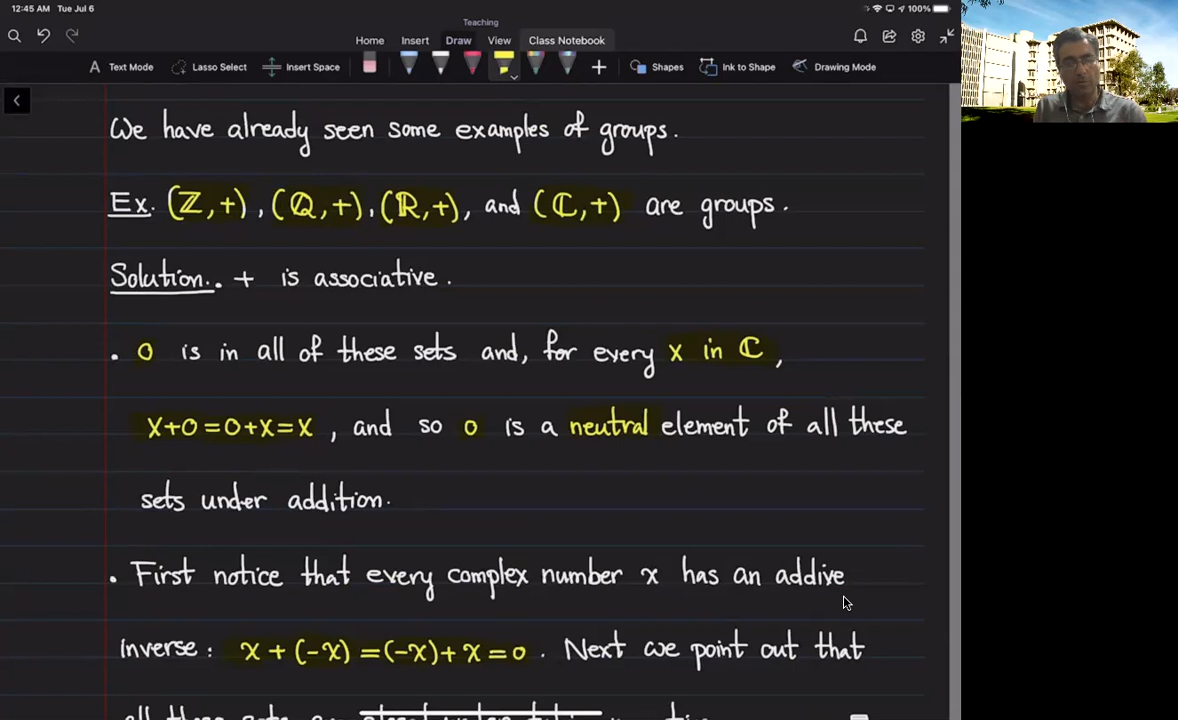 12:45 AM Tue Jul 6
100%
Teaching
Home Insert Draw View Class Notebook
Text Mode Lasso Select Insert Space Shapes Ink to Shape Drawing Mode
We have already seen some examples of groups.
Ex. (ℤ,+), (ℚ,+), (ℝ,+), and (ℂ,+) are groups.
Solution. • + is associative.
• 0 is in all of these sets and, for every x in ℂ,
x+0=0+x=x, and so 0 is a neutral element of all these
sets under addition.
• First notice that every complex number x has an addive
Inverse: x+(-x)=(-x)+x=0. Next we point out that